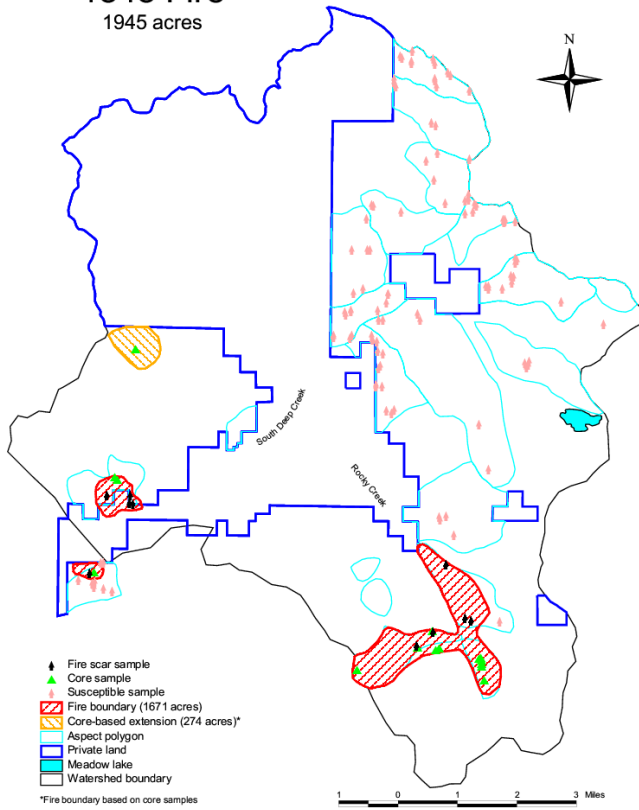 1945 acres
N
South Deep Creek
Rocky Creek
Fire scar sample
Core sample
Susceptible sample
Fire boundary (1671 acres)
Core-based extension (274 acres)*
Aspect polygon
Private land
Meadow lake
Watershed boundary
*Fire boundary based on core samples
1 0 1 2 3 Miles